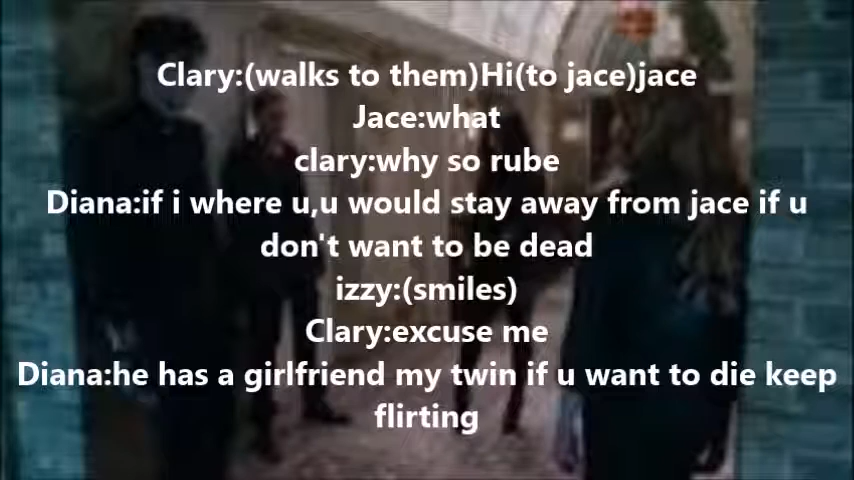 Clary:(walks to them)Hi(to jace)jace
Jace:what
clary:why so rube
Diana:if i where u,u would stay away from jace if u
don't want to be dead
izzy:(smiles)
Clary:excuse me
Diana:he has a girlfriend my twin if u want to die keep
flirting